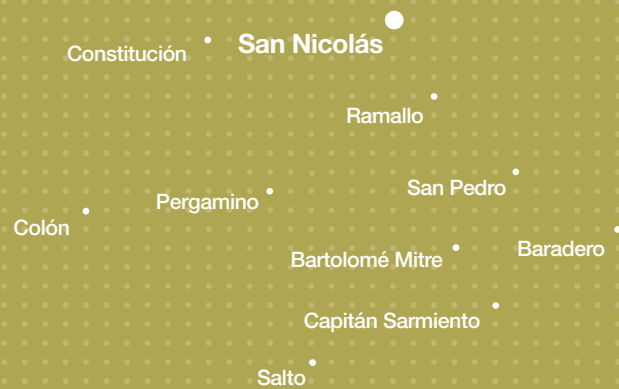 San Nicolás
Constitución
Ramallo
San Pedro
Pergamino
Colón
Baradero
Bartolomé Mitre
Capitán Sarmiento
Salto